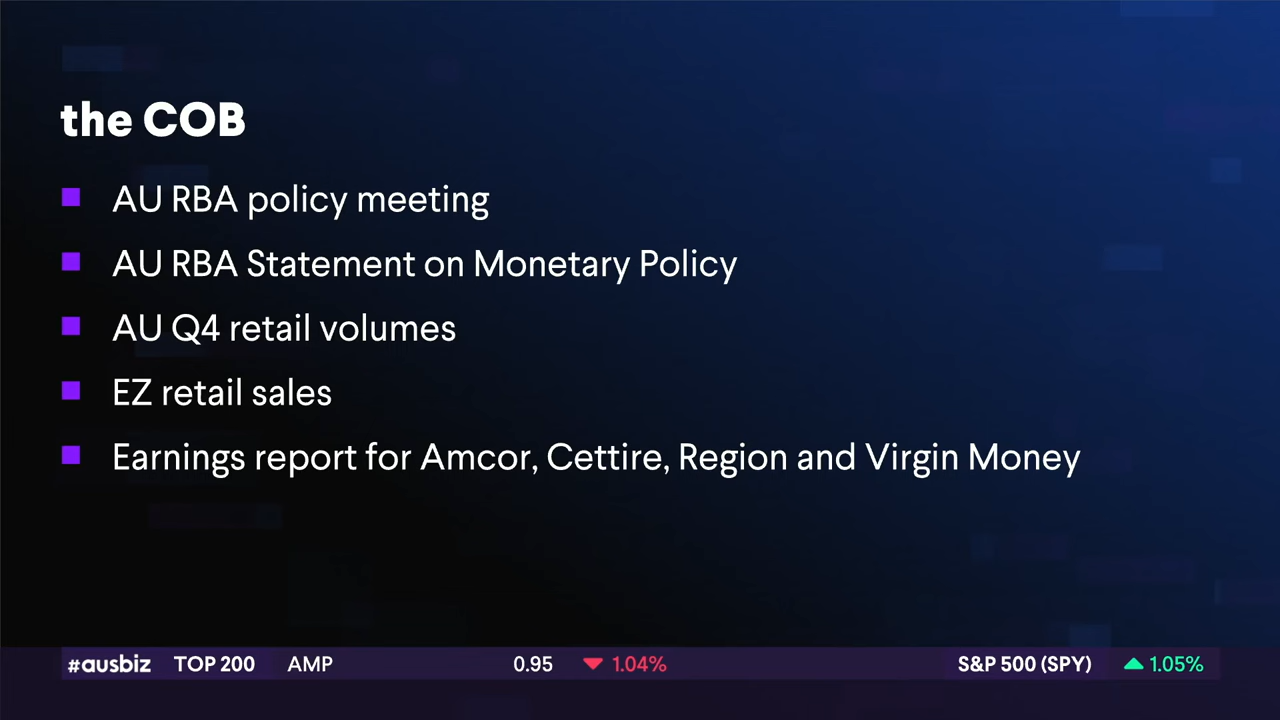 the COB
AU RBA policy meeting
AU RBA Statement on Monetary Policy
AU Q4 retail volumes
EZ retail sales
Earnings report for Amcor, Cettire, Region and Virgin Money
#ausbiz TOP 200 AMP 0.95 ▼ 1.04% S&P 500 (SPY) ▲ 1.05%